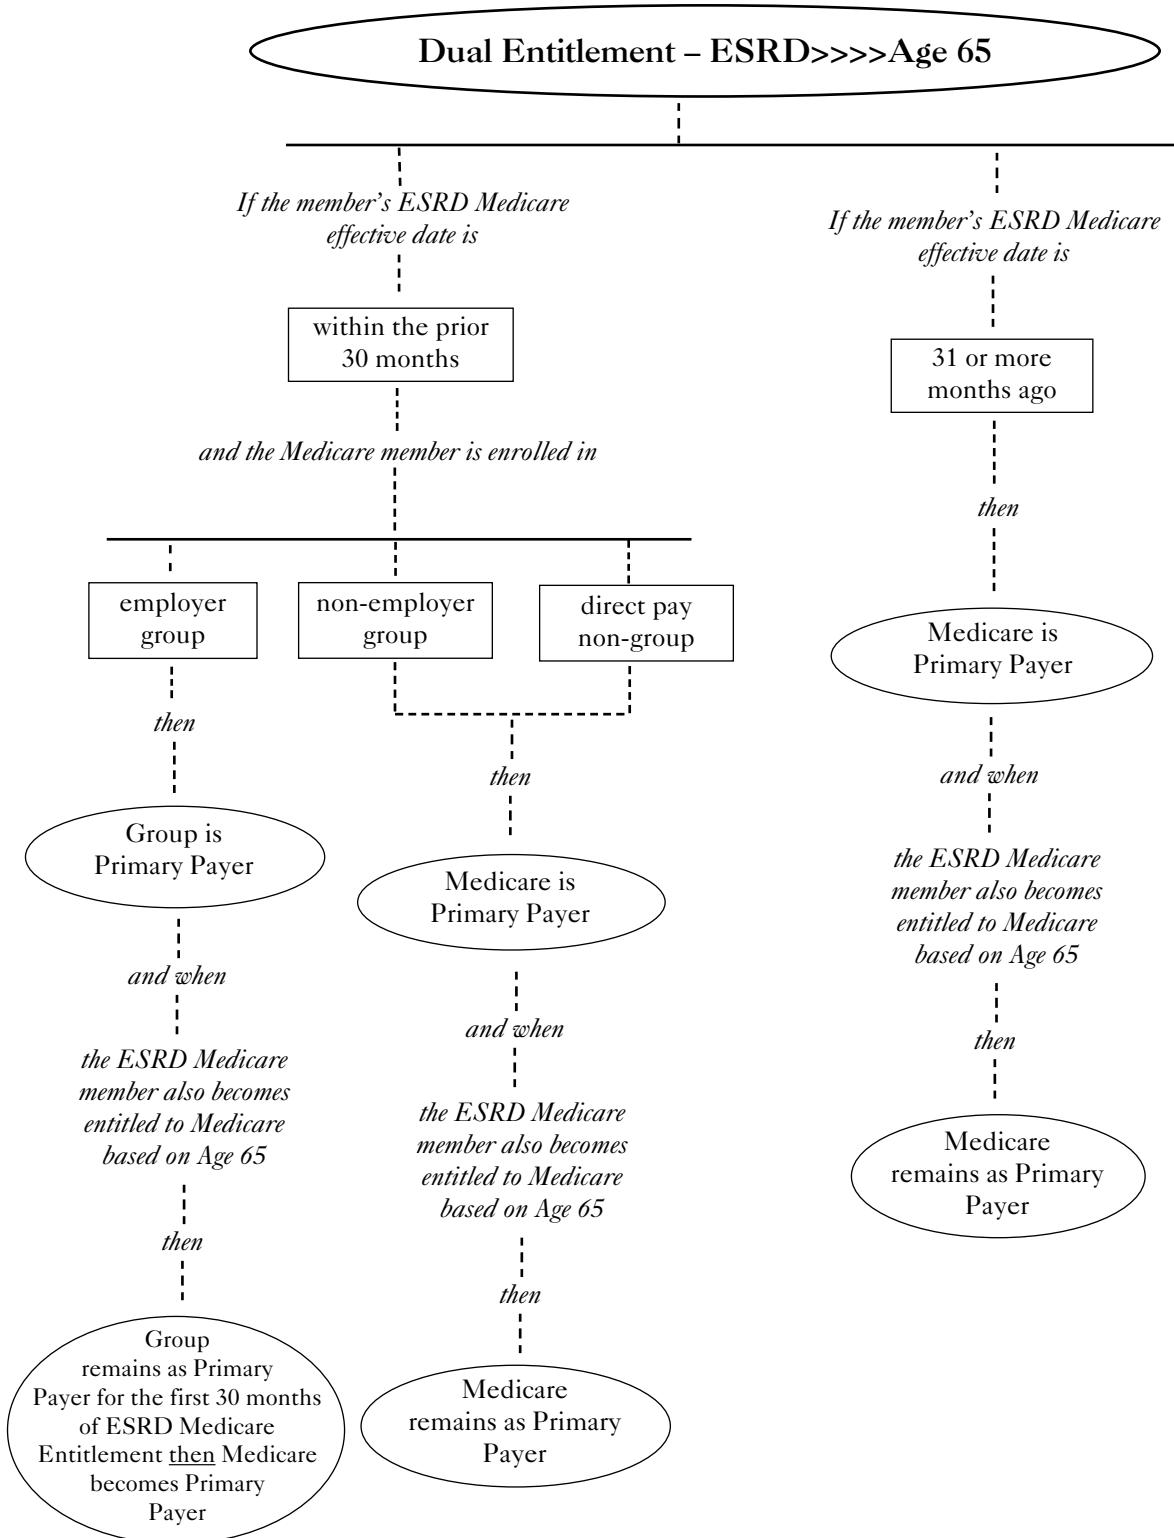 Dual Entitlement – ESRD>>>>Age 65
If the member's ESRD Medicare
effective date is
within the prior
30 months
and the Medicare member is enrolled in
employer
group
non-employer
group
direct pay
non-group
then
Group is
Primary Payer
and when
the ESRD Medicare
member also becomes
entitled to Medicare
based on Age 65
then
Group
remains as Primary
Payer for the first 30 months
of ESRD Medicare
Entitlement then Medicare
becomes Primary
Payer
then
Medicare is
Primary Payer
and when
the ESRD Medicare
member also becomes
entitled to Medicare
based on Age 65
then
Medicare
remains as Primary
Payer
If the member's ESRD Medicare
effective date is
31 or more
months ago
then
Medicare is
Primary Payer
and when
the ESRD Medicare
member also becomes
entitled to Medicare
based on Age 65
then
Medicare
remains as Primary
Payer